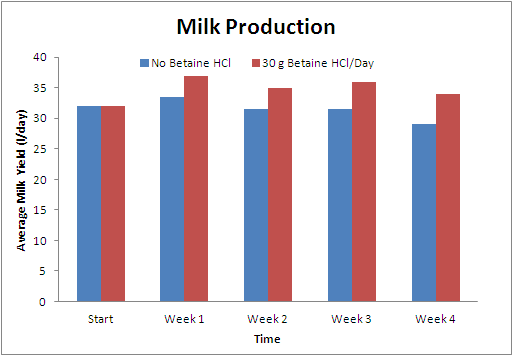 Milk Production
No Betaine HCl
30 g Betaine HCl/Day
Average Milk Yield (l/day)
40
35
30
25
20
15
10
5
0
Start
Week 1
Week 2
Week 3
Week 4
Time